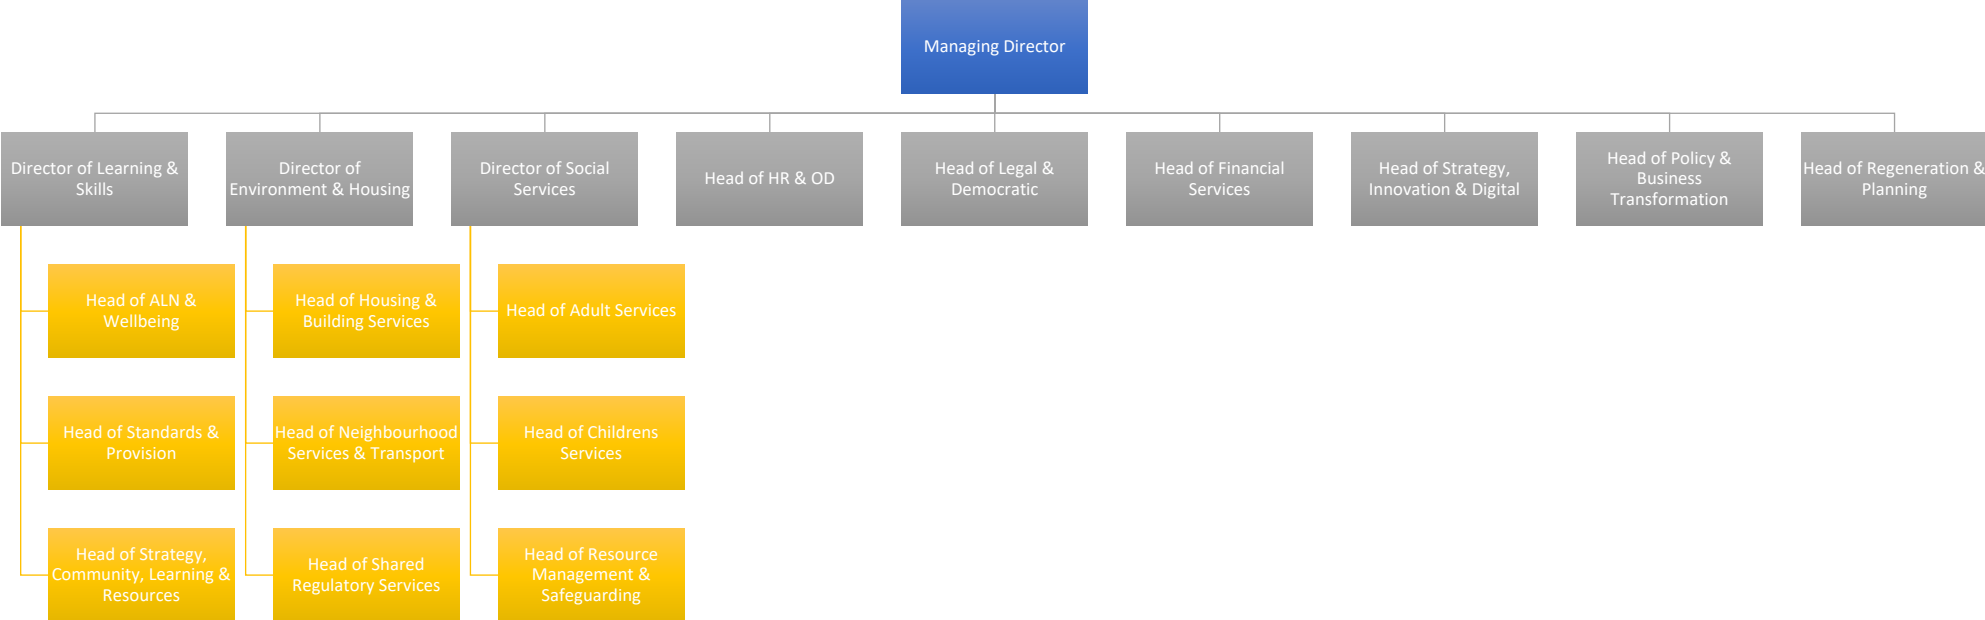 Managing Director
Director of Learning &
Skills
Director of
Environment & Housing
Director of Social
Services
Head of HR & OD
Head of Legal &
Democratic
Head of Financial
Services
Head of Strategy,
Innovation & Digital
Head of Policy &
Business
Transformation
Head of Regeneration &
Planning
Head of ALN &
Wellbeing
Head of Standards &
Provision
Head of Strategy,
Community, Learning &
Resources
Head of Housing &
Building Services
Head of Neighbourhood
Services & Transport
Head of Shared
Regulatory Services
Head of Adult Services
Head of Childrens
Services
Head of Resource
Management &
Safeguarding